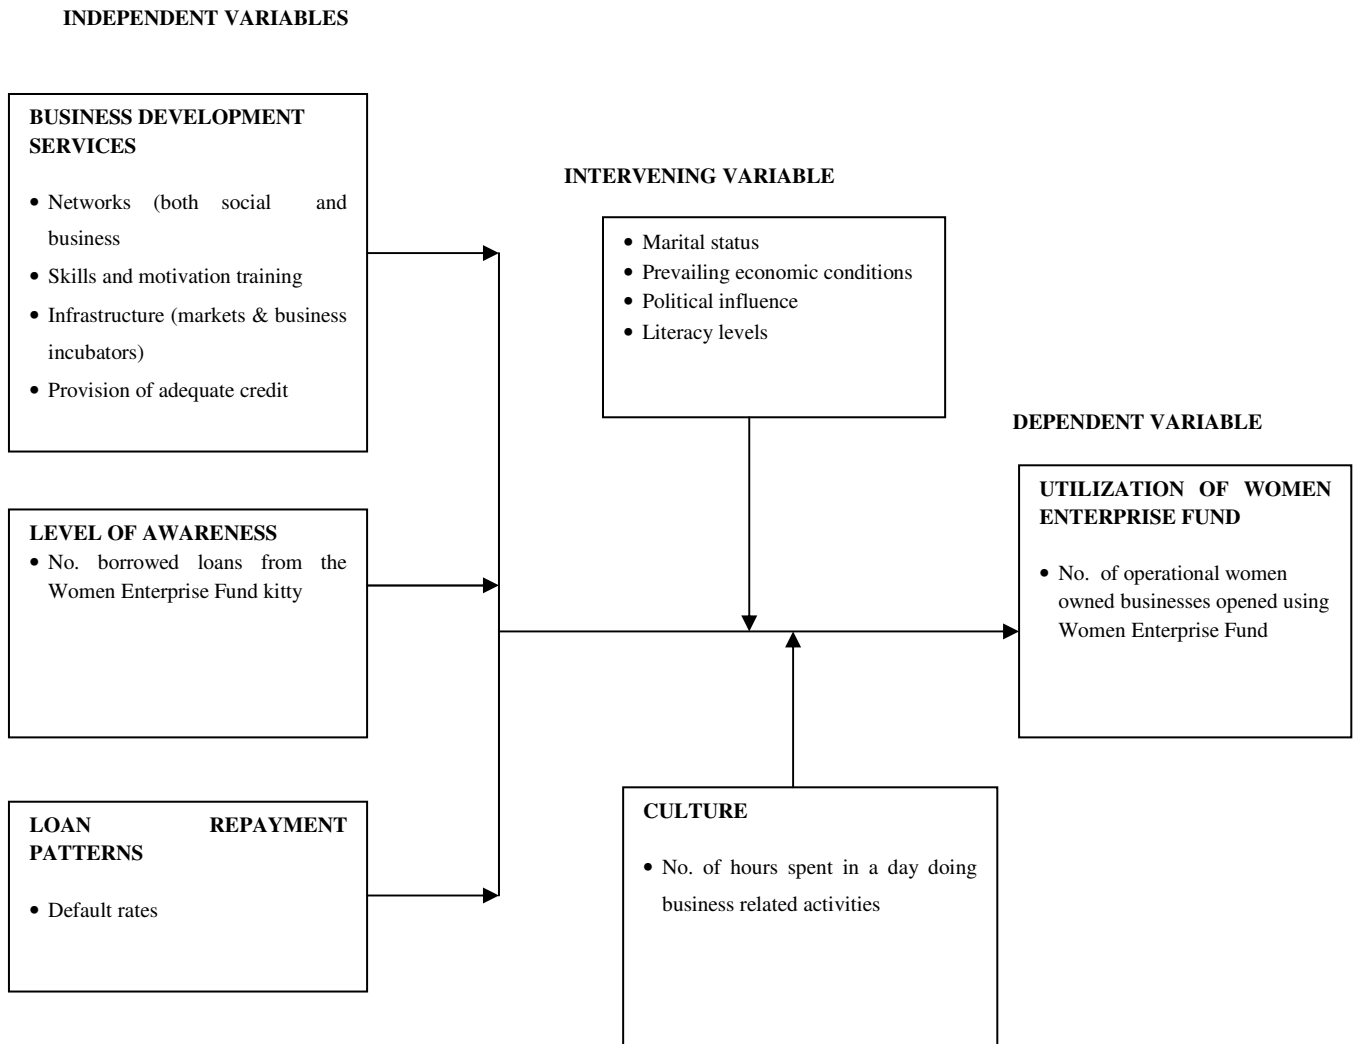 INDEPENDENT VARIABLES
BUSINESS DEVELOPMENT
SERVICES
• Networks (both social and
business
• Skills and motivation training
• Infrastructure (markets & business
incubators)
• Provision of adequate credit
LEVEL OF AWARENESS
• No. borrowed loans from the
Women Enterprise Fund kitty
LOAN REPAYMENT
PATTERNS
• Default rates
INTERVENING VARIABLE
• Marital status
• Prevailing economic conditions
• Political influence
• Literacy levels
CULTURE
• No. of hours spent in a day doing
business related activities
DEPENDENT VARIABLE
UTILIZATION OF WOMEN
ENTERPRISE FUND
• No. of operational women
owned businesses opened using
Women Enterprise Fund